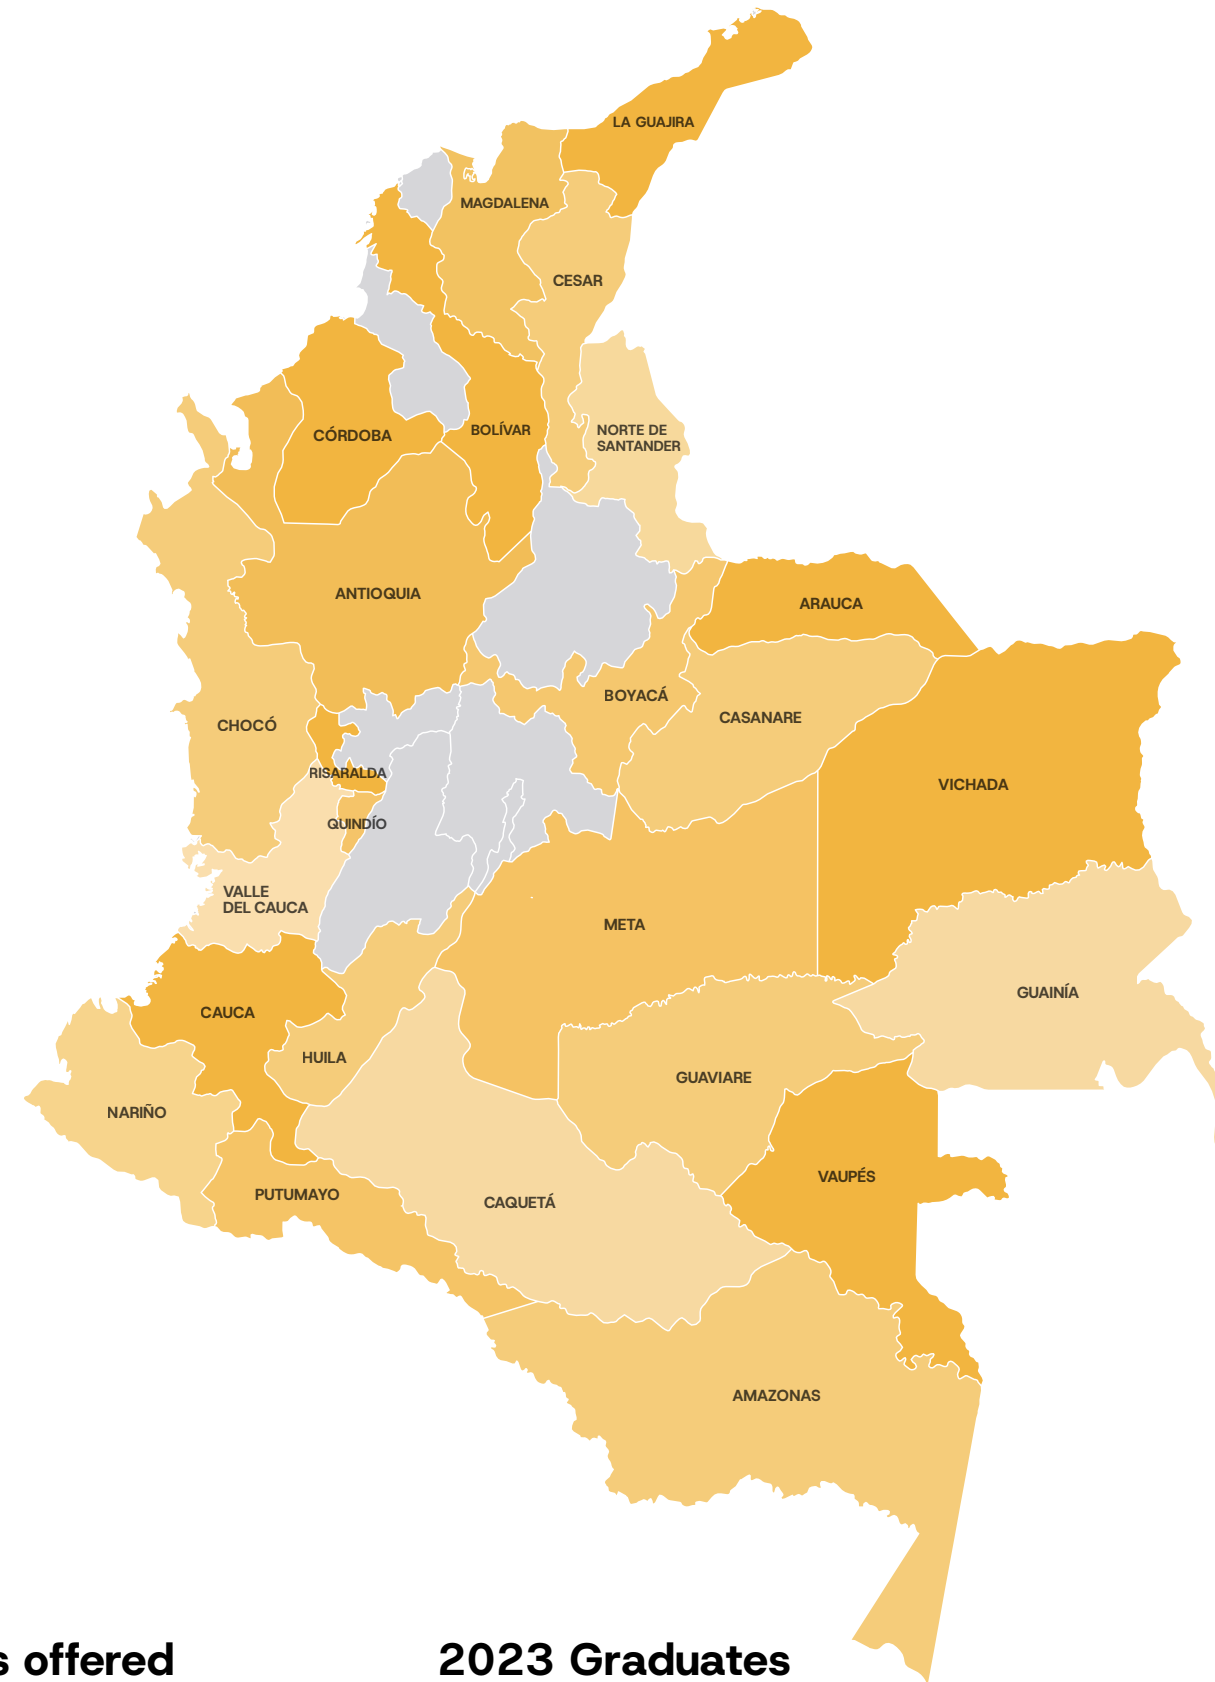 LA GUAJIRA
MAGDALENA
CESAR
NORTE DE
SANTANDER
BOLÍVAR
CÓRDOBA
ANTIOQUIA
ARAUCA
BOYACÁ
CASANARE
CHOCÓ
RISARALDA
VICHADA
QUINDÍO
VALLE
DEL CAUCA
META
GUAINÍA
CAUCA
HUILA
GUAVIARE
NARIÑO
VAUPÉS
PUTUMAYO
CAQUETÁ
AMAZONAS
s offered
2023 Graduates